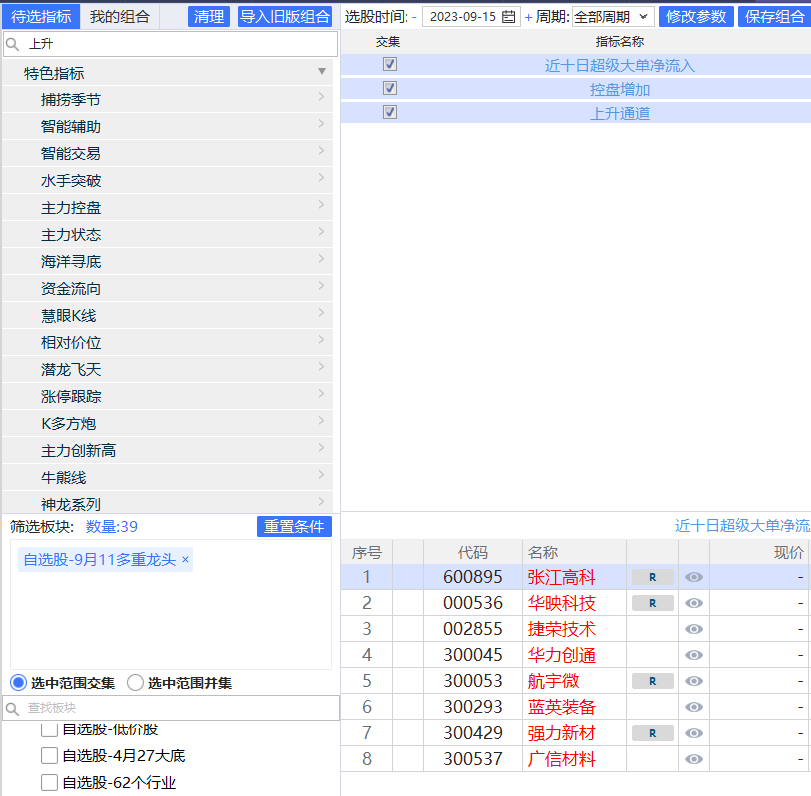 待选指标 我的组合 清理 导入旧版组合
上升
特色指标
捕捞季节
智能辅助
智能交易
水手突破
主力控盘
主力状态
海洋寻底
资金流向
慧眼K线
相对价位
潜龙飞天
涨停跟踪
K多方炮
主力创新高
牛熊线
神龙系列
筛选板块: 数量:39 重置条件
自选股-9月11多重龙头 ×
选中范围交集 选中范围并集
查找板块
自选股-低价股
自选股-4月27大底
自选股-62个行业
选股时间: - 2023-09-15 + 周期: 全部周期 修改参数 保存组合
交集 指标名称
近十日超级大单净流入
控盘增加
上升通道
近十日超级大单净流
序号 代码 名称 现价
1 600895 张江高科 R -
2 000536 华映科技 R -
3 002855 捷荣技术 -
4 300045 华力创通 -
5 300053 航宇微 R -
6 300293 蓝英装备 -
7 300429 强力新材 R -
8 300537 广信材料 -